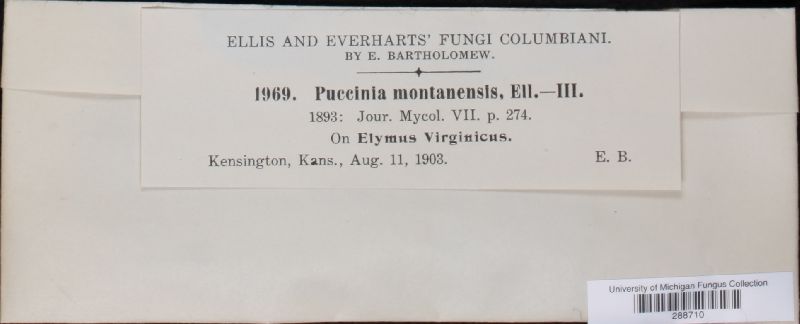 ELLIS AND EVERHARTS' FUNGI COLUMBIANI.
BY E. BARTHOLOMEW.
1969. Puccinia montanensis, Ell.—III.
1893: Jour. Mycol. VII. p. 274.
On Elymus Virginicus.
Kensington, Kans., Aug. 11, 1903. E. B.
University of Michigan Fungus Collection
288710